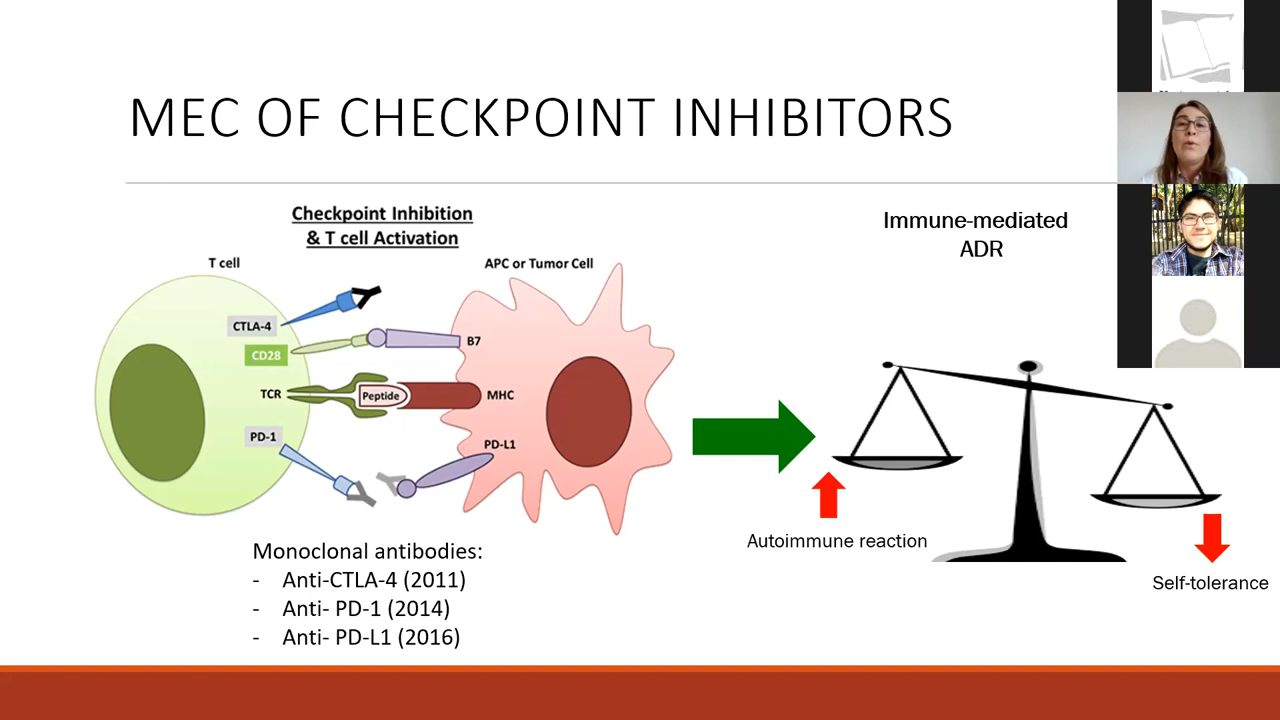 MEC OF CHECKPOINT INHIBITORS
Checkpoint Inhibition
& T cell Activation
T cell
APC or Tumor Cell
CTLA-4
CD28
B7
TCR
Peptide
MHC
PD-1
PD-L1
Monoclonal antibodies:
- Anti-CTLA-4 (2011)
- Anti- PD-1 (2014)
- Anti- PD-L1 (2016)
Immune-mediated
ADR
Autoimmune reaction
Self-tolerance